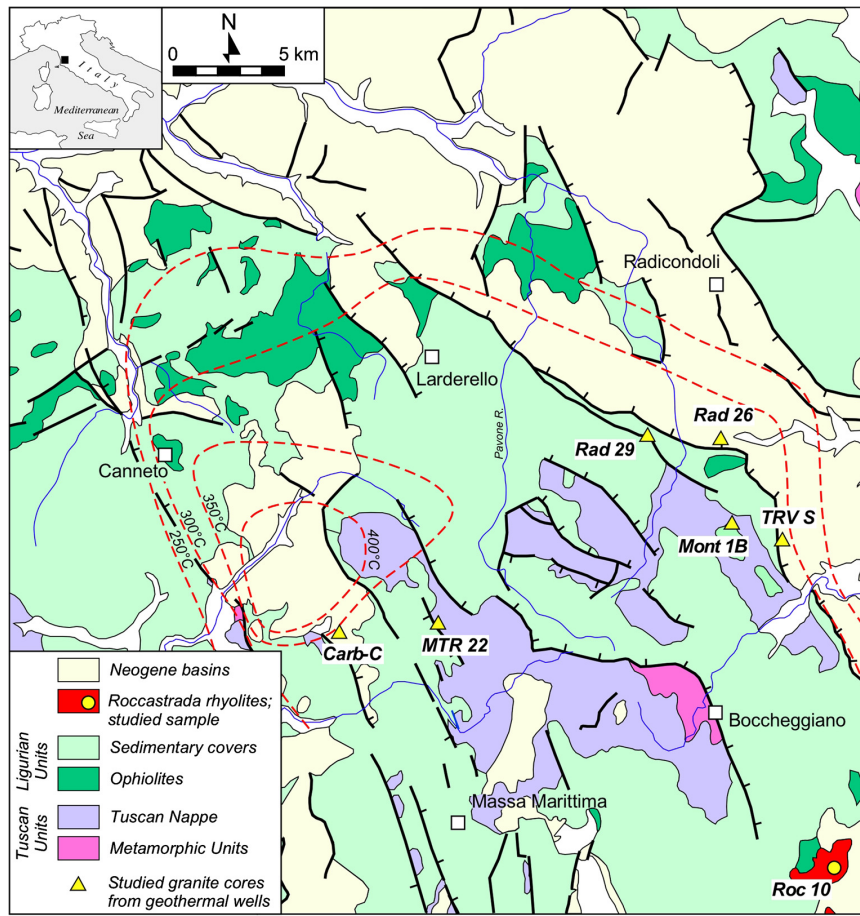 Italy
Mediterranean
Sea
N
0 5 km
Radicondoli
Larderello
Pavone R.
Rad 26
Rad 29
Canneto
TRV S
Mont 1B
350°C
300°C
250°C
400°C
Carb-C
MTR 22
Boccheggiano
Massa Marittima
Roc 10
Neogene basins
Roccastrada rhyolites;
studied sample
Ligurian
Units
Sedimentary covers
Ophiolites
Tuscan
Units
Tuscan Nappe
Metamorphic Units
Studied granite cores
from geothermal wells